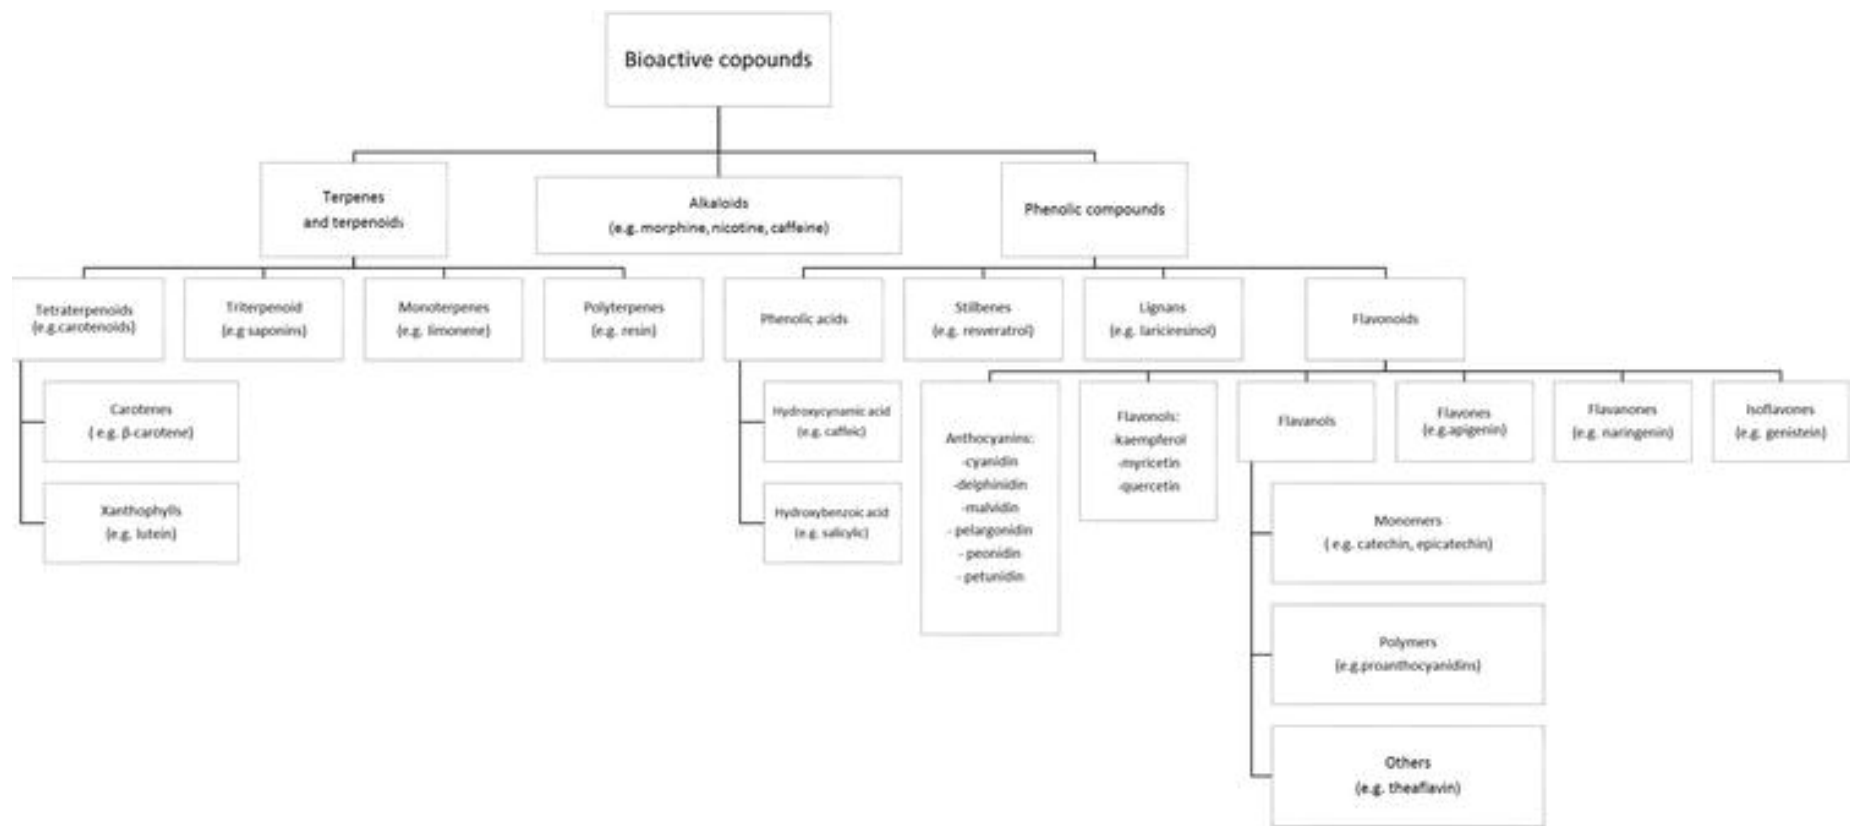 Bioactive copounds
Terpenes
and terpenoids
Alkaloids
(e.g. morphine, nicotine, caffeine)
Phenolic compounds
Tetraterpenoids
(e.g.carotenoids)
Triterpenoid
(e.g saponins)
Monoterpenes
(e.g. limonene)
Polyterpenes
(e.g. resin)
Phenolic acids
Stilbenes
(e.g. resveratrol)
Lignans
(e.g. lariciresinol)
Flavonoids
Carotenes
( e.g. β-carotene)
Xanthophylls
(e.g. lutein)
Hydroxycynamic acid
(e.g. caffeic)
Hydroxybenzoic acid
(e.g. salicylic)
Anthocyanins:
-cyanidin
-delphinidin
-malvidin
- pelargonidin
- peonidin
- petunidin
Flavonols:
-kaempferol
-myricetin
-quercetin
Flavanols
Flavones
(e.g.apigenin)
Flavanones
(e.g. naringenin)
Isoflavones
(e.g. genistein)
Monomers
( e.g. catechin, epicatechin)
Polymers
(e.g.proanthocyanidins)
Others
(e.g. theaflavin)